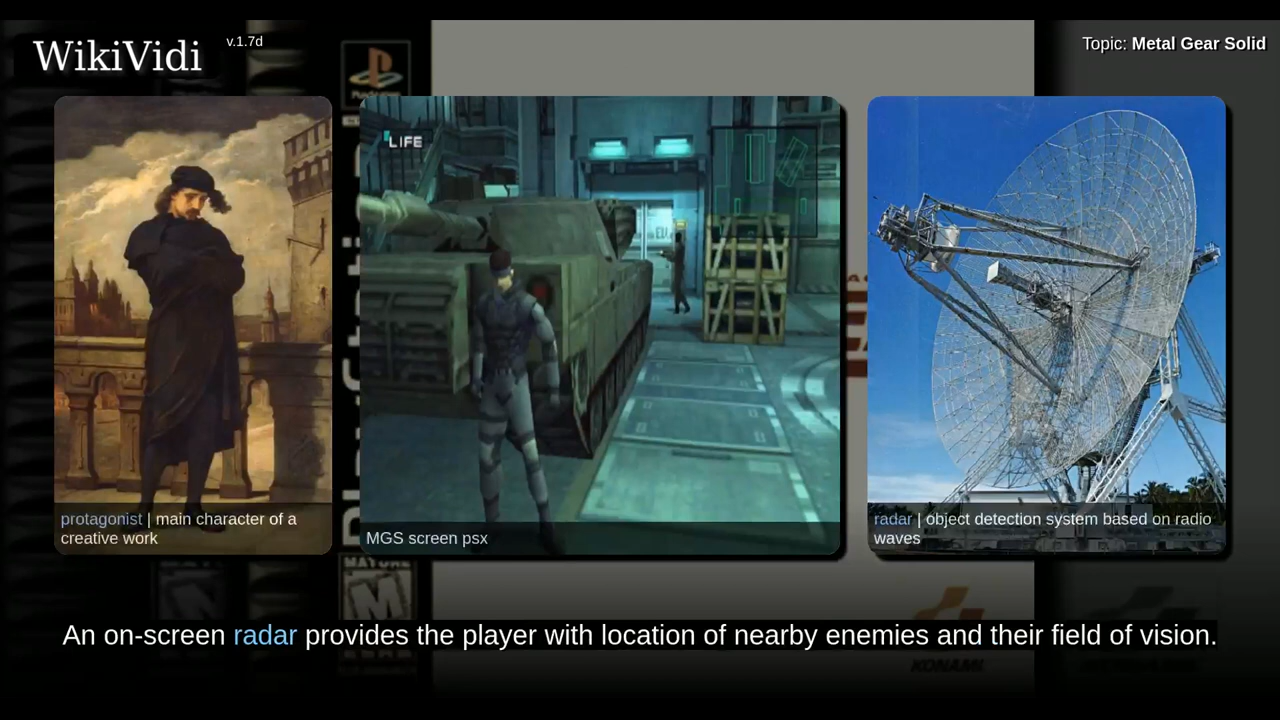 WikiVidi
v.1.7d
Topic: Metal Gear Solid
LIFE
protagonist | main character of a
creative work
MGS screen psx
radar | object detection system based on radio
waves
MATURE
M
KONAMI
An on-screen radar provides the player with location of nearby enemies and their field of vision.